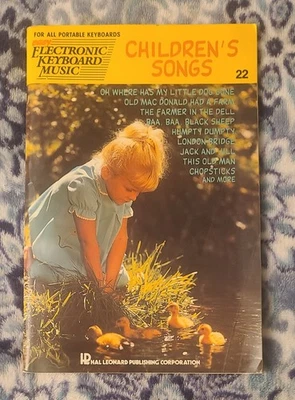 FOR ALL PORTABLE KEYBOARDS
ELECTRONIC
KEYBOARD
MUSIC
CHILDREN'S
SONGS
22
OH WHERE HAS MY LITTLE DOG GONE
OLD MAC DONALD HAD A FARM
THE FARMER IN THE DELL
BAA, BAA, BLACK SHEEP
HUMPTY DUMPTY
LONDON BRIDGE
JACK AND JILL
THIS OLD MAN
CHOPSTICKS
AND MORE
HAL LEONARD PUBLISHING CORPORATION